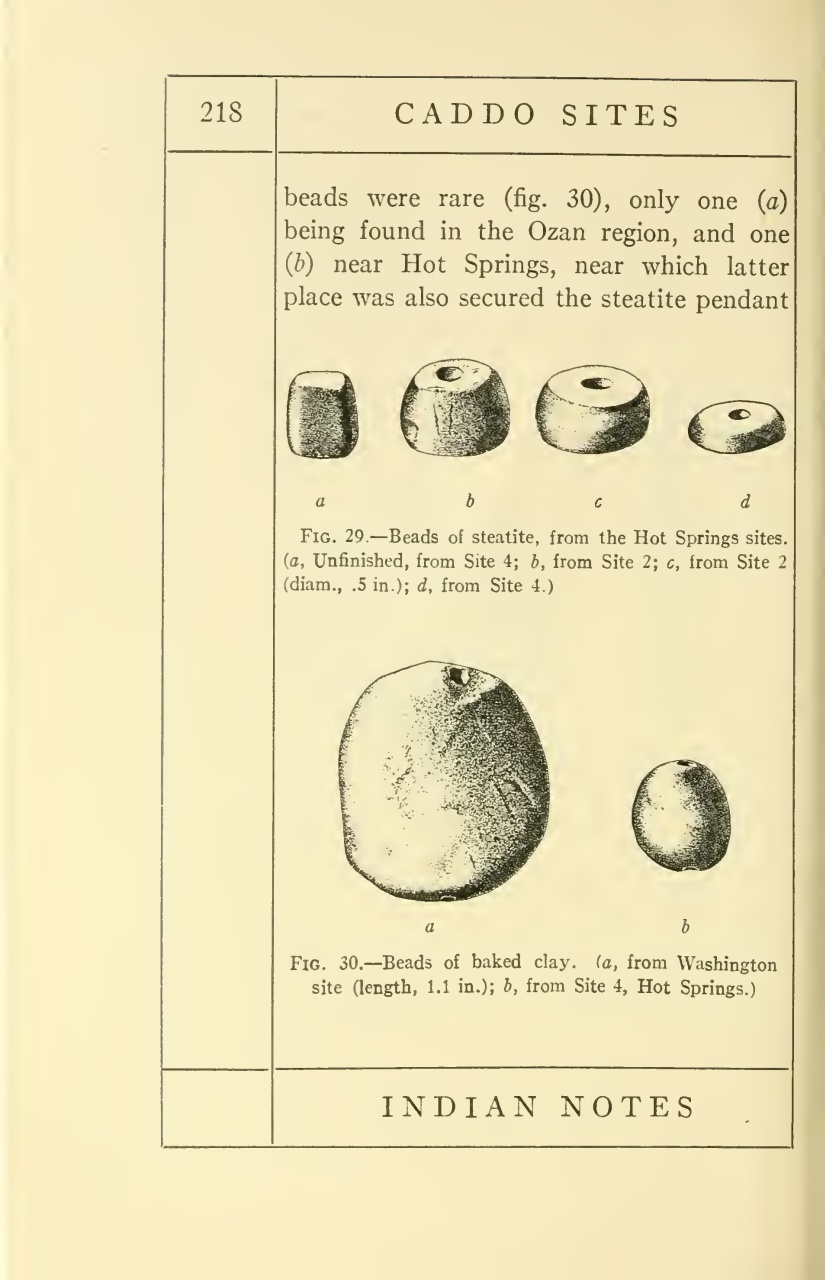 218
CADDO SITES
beads were rare (fig. 30), only one (a)
being found in the Ozan region, and one
(b) near Hot Springs, near which latter
place was also secured the steatite pendant
a b c d
FIG. 29.—Beads of steatite, from the Hot Springs sites.
(a, Unfinished, from Site 4; b, from Site 2; c, from Site 2
(diam., .5 in.); d, from Site 4.)
a b
FIG. 30.—Beads of baked clay. (a, from Washington
site (length, 1.1 in.); b, from Site 4, Hot Springs.)
INDIAN NOTES